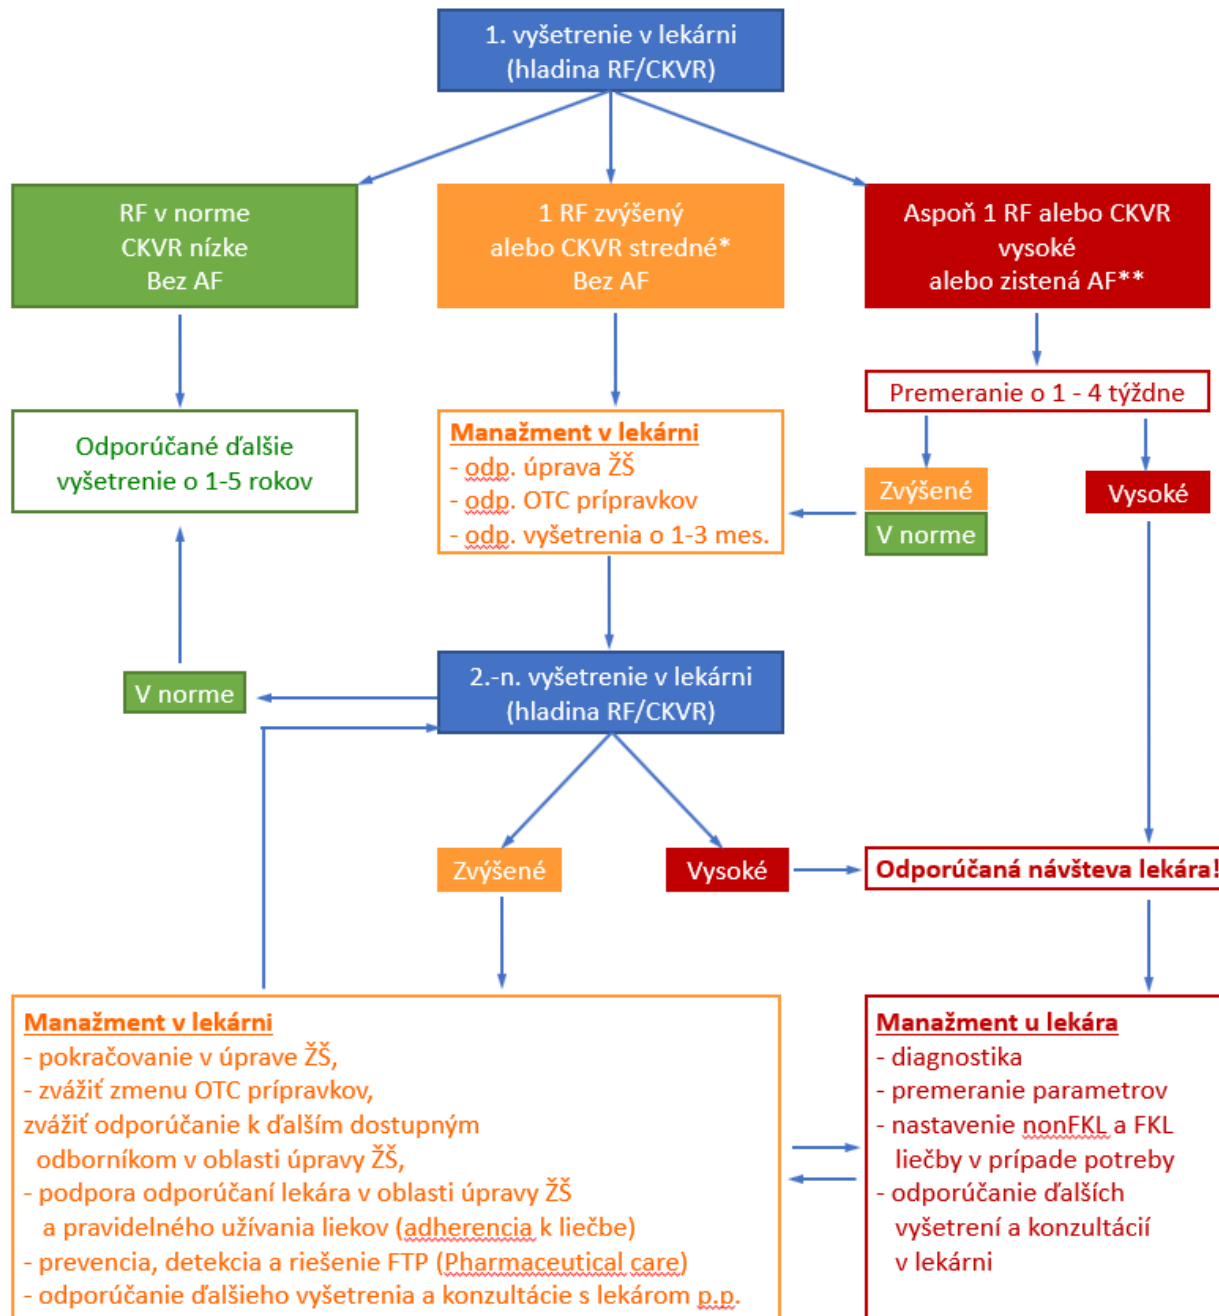 1. vyšetrenie v lekárni
(hladina RF/CKVR)
RF v norme
CKVR nízke
Bez AF
1 RF zvýšený
alebo CKVR stredné*
Bez AF
Aspoň 1 RF alebo CKVR
vysoké
alebo zistená AF**
Premeranie o 1 - 4 týždne
Odporúčané ďalšie
vyšetrenie o 1-5 rokov
Manažment v lekárni
- odp. úprava ŽŠ
- odp. OTC prípravkov
- odp. vyšetrenia o 1-3 mes.
Zvýšené
V norme
Vysoké
V norme
2.-n. vyšetrenie v lekárni
(hladina RF/CKVR)
Zvýšené
Vysoké
Odporúčaná návšteva lekára!
Manažment v lekárni
- pokračovanie v úprave ŽŠ,
- zvážiť zmenu OTC prípravkov,
zvážiť odporúčanie k ďalším dostupným
odborníkom v oblasti úpravy ŽŠ,
- podpora odporúčaní lekára v oblasti úpravy ŽŠ
a pravidelného užívania liekov (adherencia k liečbe)
- prevencia, detekcia a riešenie FTP (Pharmaceutical care)
- odporúčanie ďalšieho vyšetrenia a konzultácie s lekárom p.p.
Manažment u lekára
- diagnostika
- premeranie parametrov
- nastavenie nonFKL a FKL
liečby v prípade potreby
- odporúčanie ďalších
vyšetrení a konzultácií
v lekárni